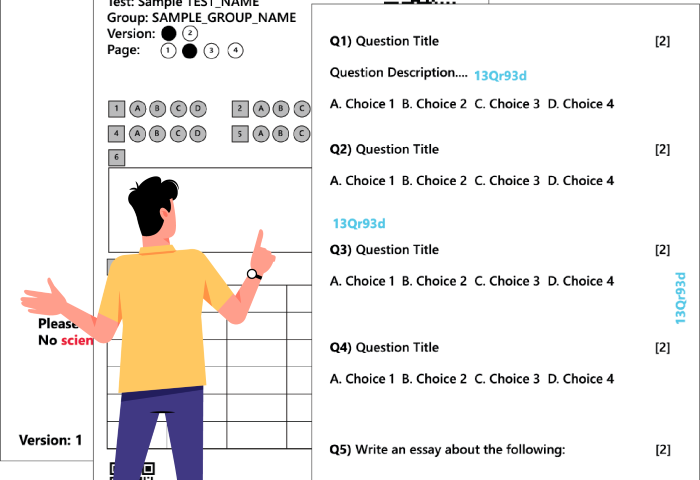 Test: Sample TEST_NAME
Group: SAMPLE_GROUP_NAME
Version: 2
Page: 1 3 4
1 A B C D 2 A B C
4 A B C D 5 A B C
6
Please
No scien
Version: 1
Q1) Question Title [2]
Question Description.... 13Qr93d
A. Choice 1 B. Choice 2 C. Choice 3 D. Choice 4
Q2) Question Title [2]
A. Choice 1 B. Choice 2 C. Choice 3 D. Choice 4
13Qr93d
Q3) Question Title [2]
A. Choice 1 B. Choice 2 C. Choice 3 D. Choice 4
13Qr93d
Q4) Question Title [2]
A. Choice 1 B. Choice 2 C. Choice 3 D. Choice 4
Q5) Write an essay about the following: [2]